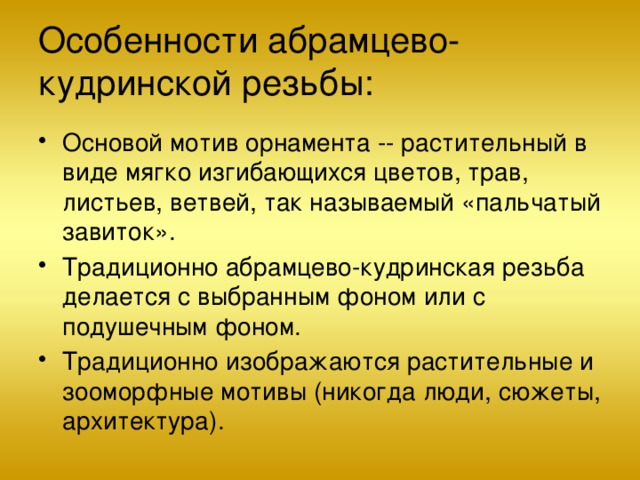 Особенности абрамцево-
кудринской резьбы:
• Основой мотив орнамента -- растительный в
виде мягко изгибающихся цветов, трав,
листьев, ветвей, так называемый «пальчатый
завиток».
• Традиционно абрамцево-кудринская резьба
делается с выбранным фоном или с
подушечным фоном.
• Традиционно изображаются растительные и
зооморфные мотивы (никогда люди, сюжеты,
архитектура).